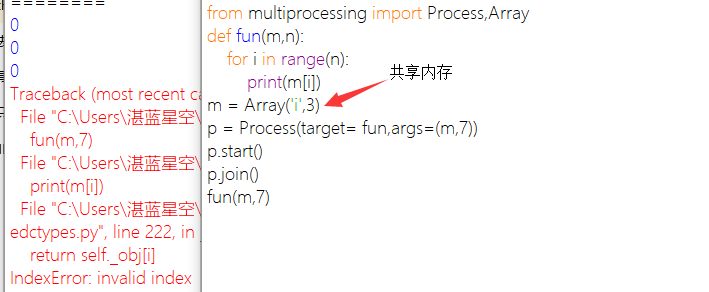 ========
0
0
0
Traceback (most recent ca
File "C:\Users\湛蓝星空\
fun(m,7)
File "C:\Users\湛蓝星空\
print(m[i])
File "C:\Users\湛蓝星空\
edctypes.py", line 222, in
return self._obj[i]
IndexError: invalid index
from multiprocessing import Process,Array
def fun(m,n):
for i in range(n):
print(m[i])
共享内存
m = Array('i',3)
p = Process(target= fun,args=(m,7))
p.start()
p.join()
fun(m,7)